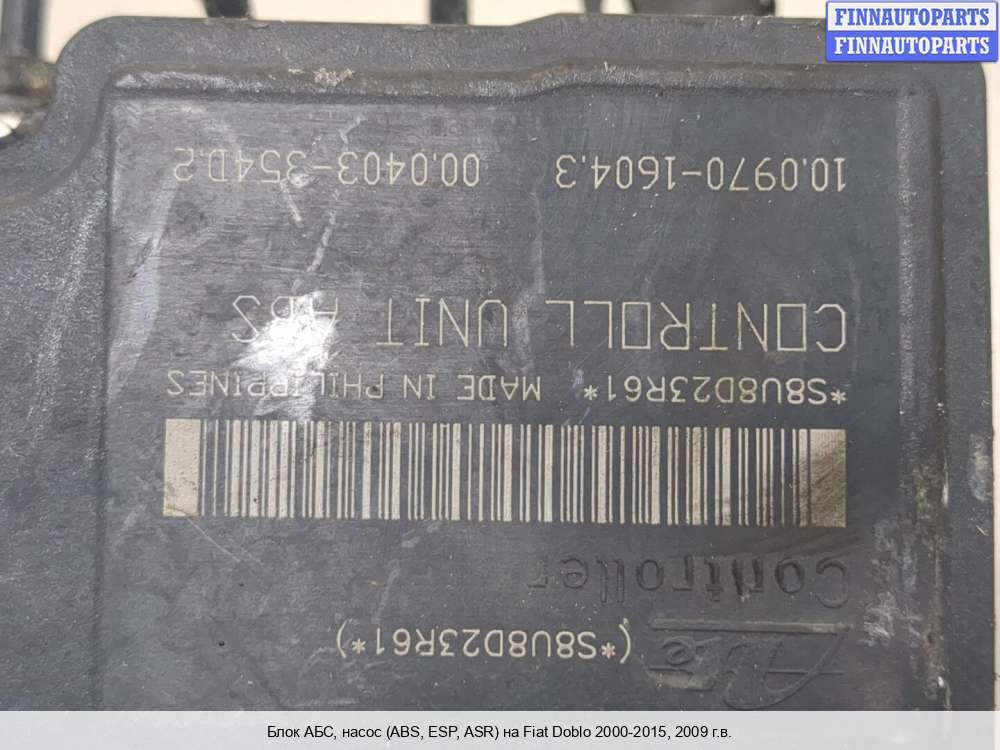 FINNAUTOPARTS
FINNAUTOPARTS
Ate (*S8U8D23R61*)
Controller
*S8U8D23R61* MADE IN PHILIPPINES
CONTROLL UNIT ABS
10.0970-1604.3 00.0403-354D.2
Блок АБС, насос (ABS, ESP, ASR) на Fiat Doblo 2000-2015, 2009 г.в.